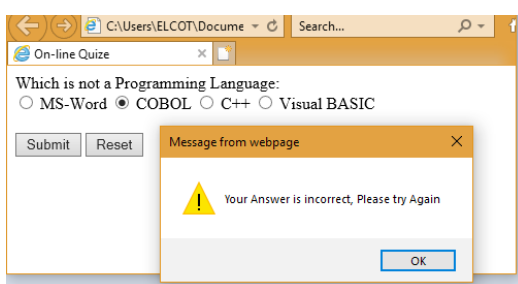 C:\Users\ELCOT\Docume
Search...
On-line Quize
Which is not a Programming Language:
MS-Word COBOL C++ Visual BASIC
Submit Reset
Message from webpage
Your Answer is incorrect, Please try Again
OK